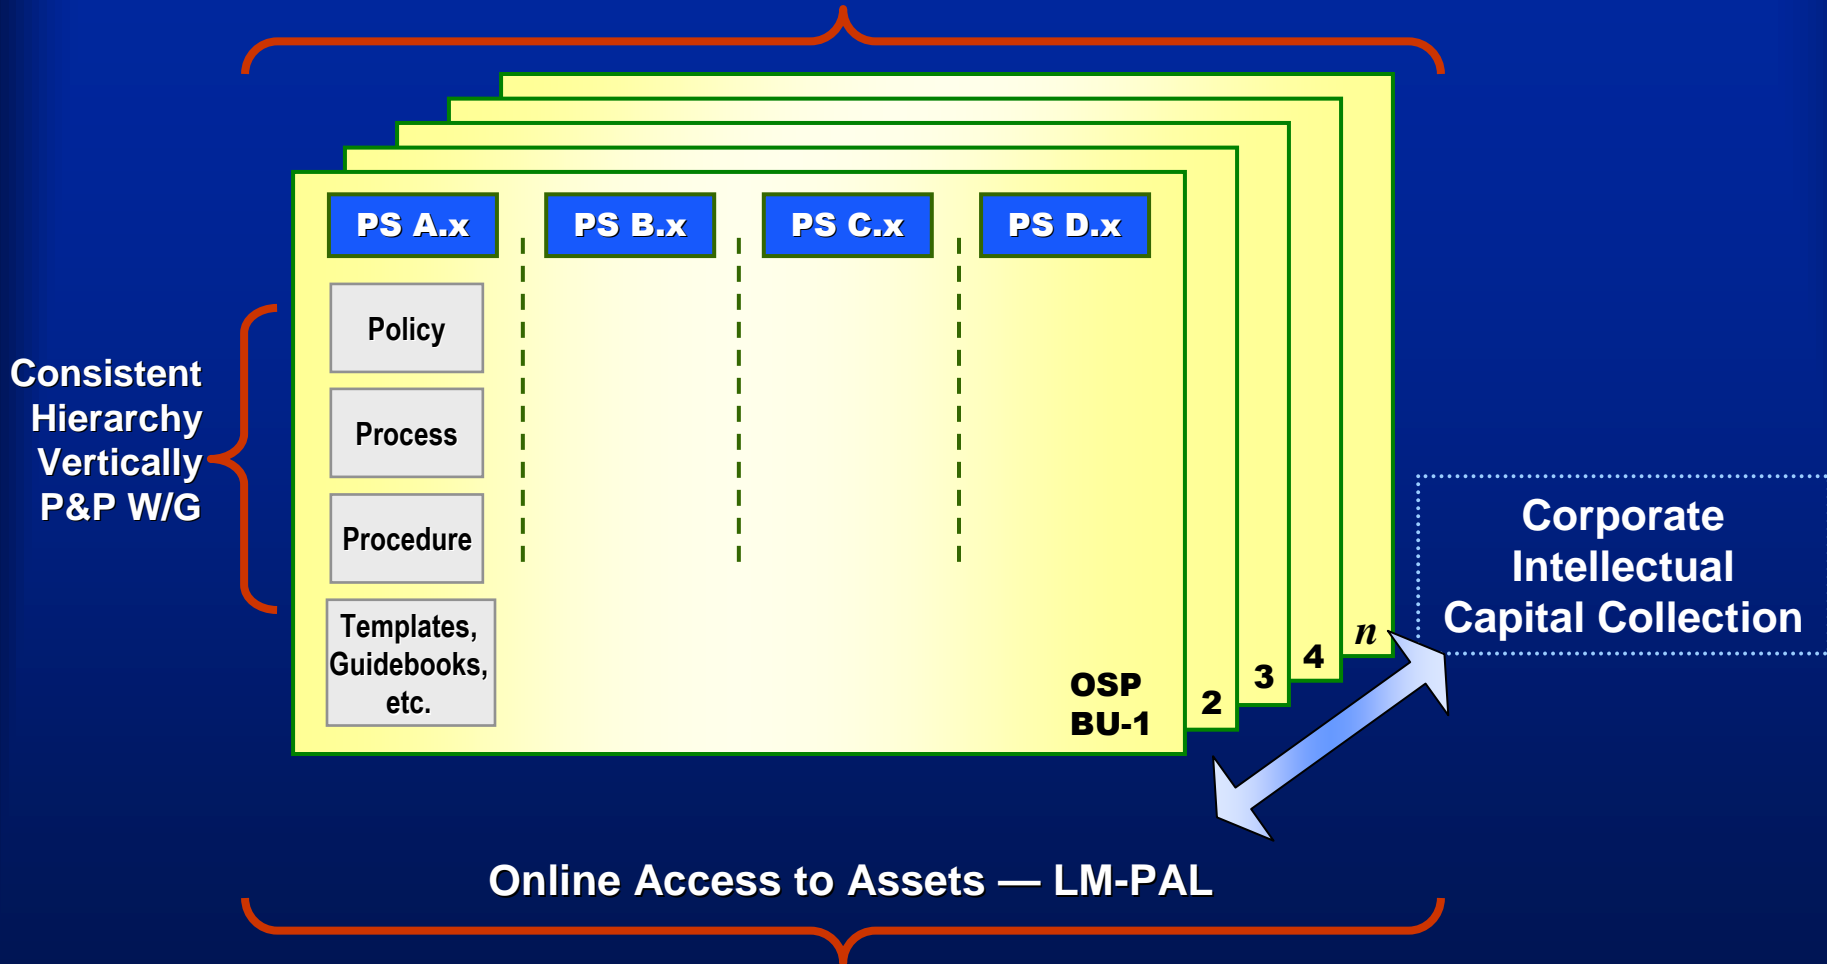 PS A.x
PS B.x
PS C.x
PS D.x
Policy
Process
Procedure
Templates,
Guidebooks,
etc.
Consistent
Hierarchy
Vertically
P&P W/G
OSP
BU-1
2
3
4
n
Corporate
Intellectual
Capital Collection
Online Access to Assets — LM-PAL